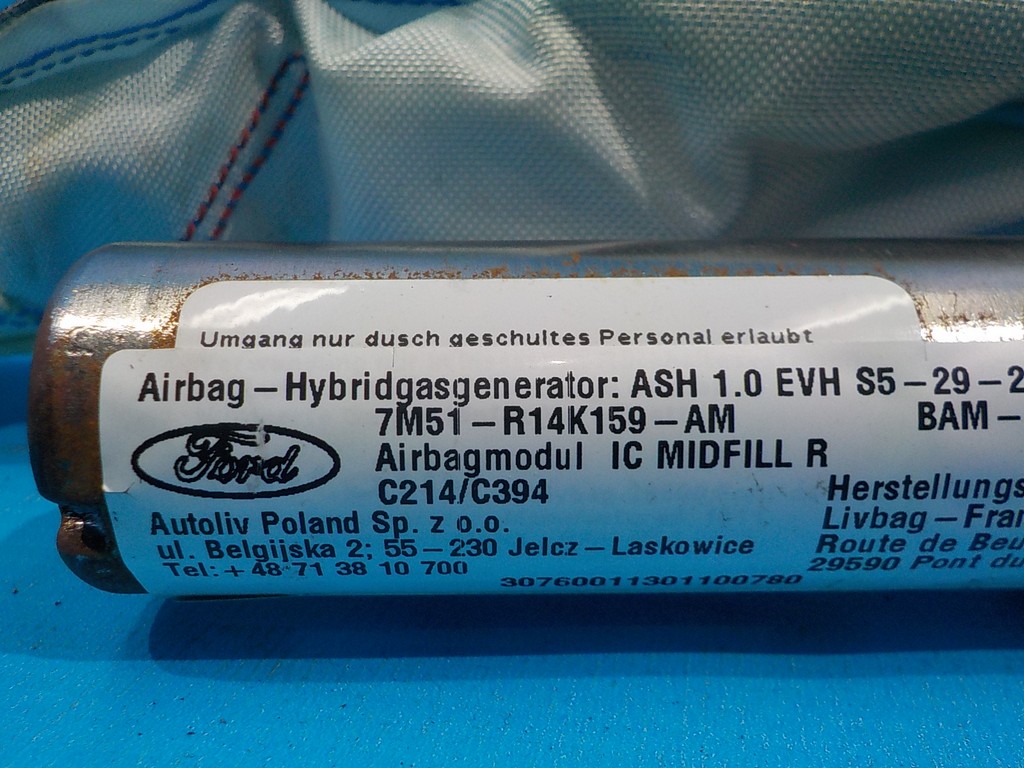 Umgang nur dusch geschultes Personal erlaubt
Airbag – Hybridgasgenerator: ASH 1.0 EVH S5 – 29 – 2
7M51 – R14K159 – AM
BAM –
Ford
Airbagmodul IC MIDFILL R
C214/C394
Autoliv Poland Sp. z o.o.
ul. Belgijska 2; 55 – 230 Jelcz – Laskowice
Tel: + 48 71 38 10 700
30760011301100780
Herstellungs
Livbag – Fran
Route de Beu
29590 Pont du